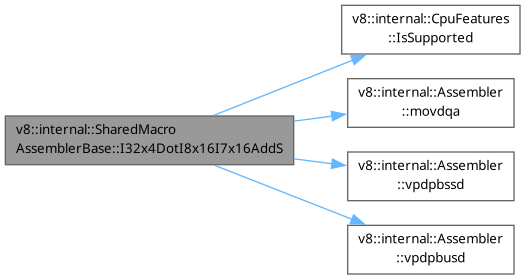 v8::internal::CpuFeatures
::IsSupported
v8::internal::Assembler
::movdqa
v8::internal::SharedMacro
AssemblerBase::I32x4DotI8x16I7x16AddS
v8::internal::Assembler
::vpdpbssd
v8::internal::Assembler
::vpdpbusd